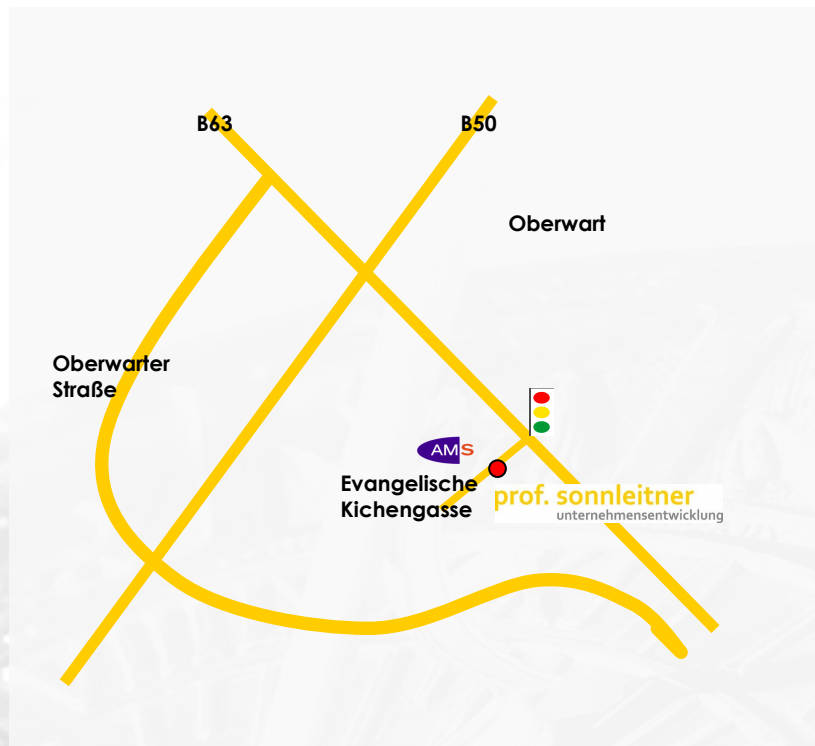 B63
B50
Oberwart
Oberwarter
Straße
AMS
Evangelische
Kichengasse
prof. sonnleitner
unternehmensentwicklung